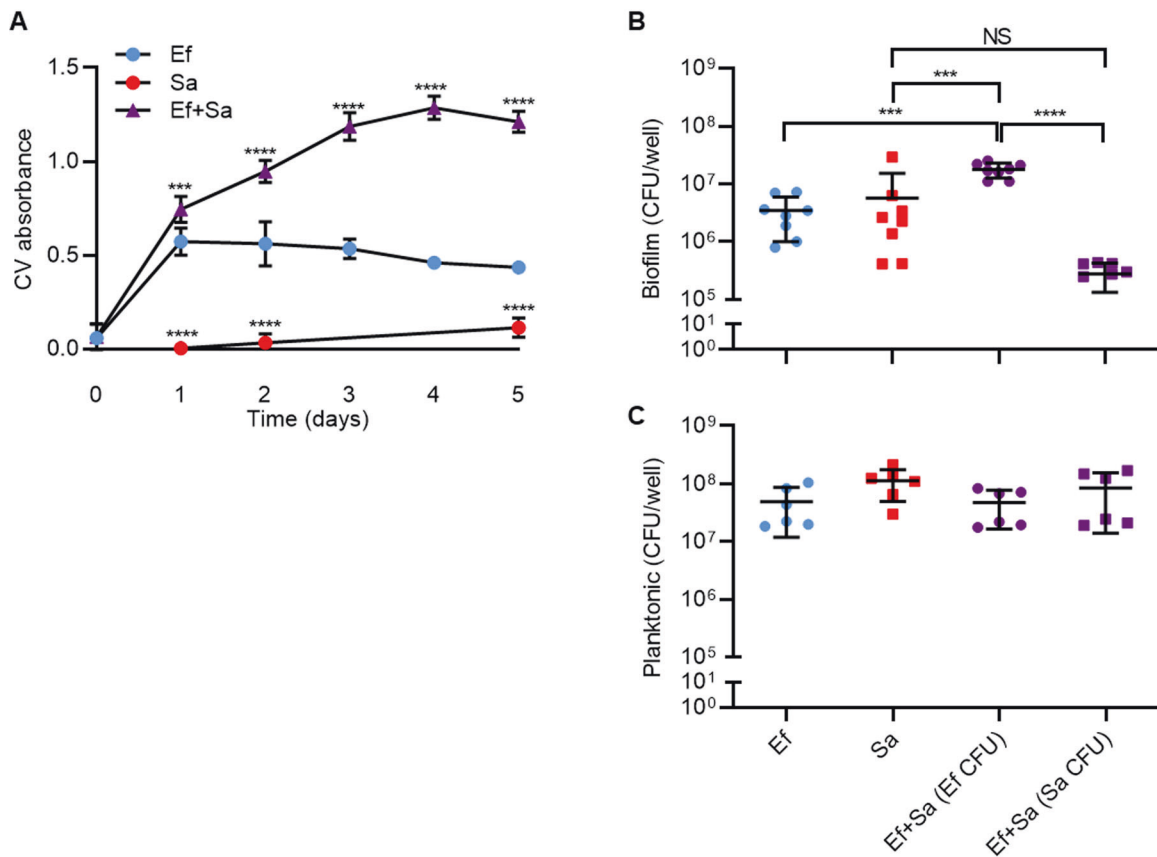 A
Ef
Sa
Ef+Sa
1.5
1.0
0.5
0.0
CV absorbance
***
****
****
****
****
****
****
****
0 1 2 3 4 5
Time (days)
B
NS
***
***
****
10⁹
10⁸
10⁷
10⁶
10⁵
10¹
10⁰
Biofilm (CFU/well)
C
10⁹
10⁸
10⁷
10⁶
10⁵
10¹
10⁰
Planktonic (CFU/well)
Ef
Sa
Ef+Sa (Ef CFU)
Ef+Sa (Sa CFU)